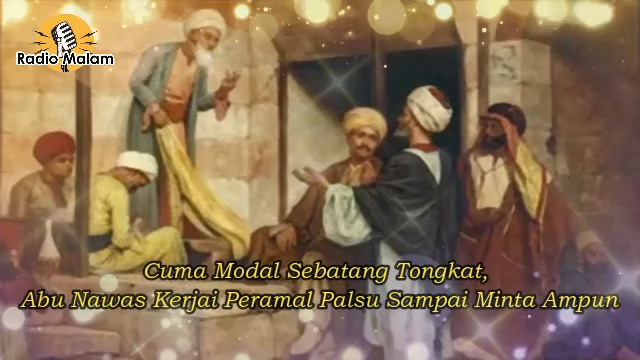 Radio Malam
Cuma Modal Sebatang Tongkat,
Abu Nawas Kerjai Peramal Palsu Sampai Minta Ampun